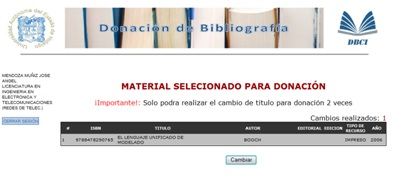 Donación de Bibliografía
DBCI
MENDOZA MUÑIZ JOSE
ANGEL
LICENCIATURA EN
INGENIERIA EN
ELECTRONICA Y
TELECOMUNICACIONES
(REDES DE TELEC.)
CERRAR SESIÓN
MATERIAL SELECCIONADO PARA DONACIÓN
¡Importante!: Solo podra realizar el cambio de titulo para donación 2 veces
Cambios realizados: 1
# ISBN TITULO AUTOR EDITORIAL EDICION TIPO DE RECURSO AÑO
1 9788478290765 EL LENGUAJE UNIFICADO DE MODELADO BOOCH IMPRESO 2006
Cambiar